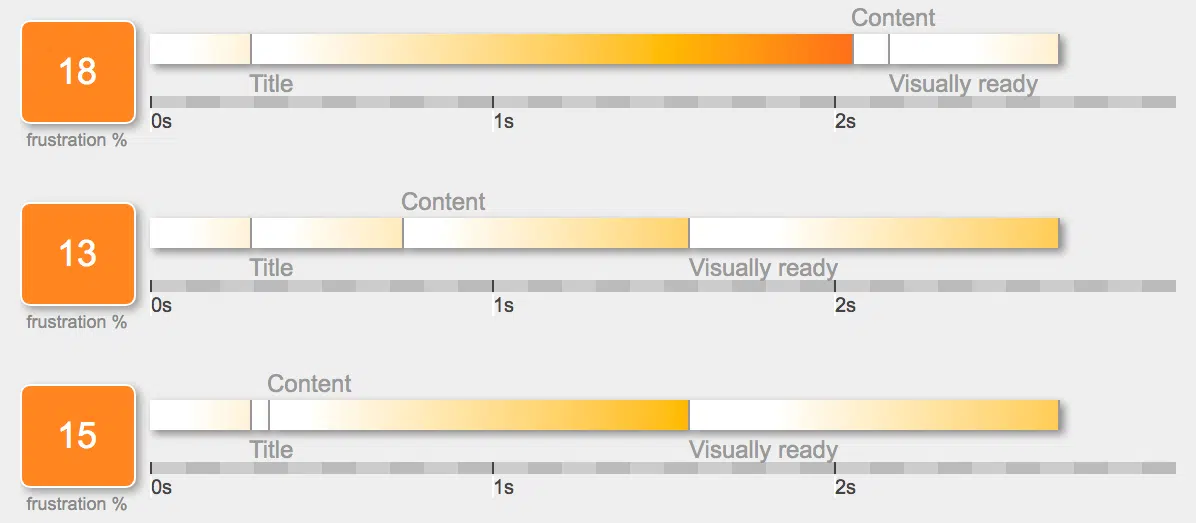 Content
18
Title
Visually ready
0s
1s
2s
frustration %
Content
13
Title
Visually ready
0s
1s
2s
frustration %
Content
15
Title
Visually ready
0s
1s
2s
frustration %